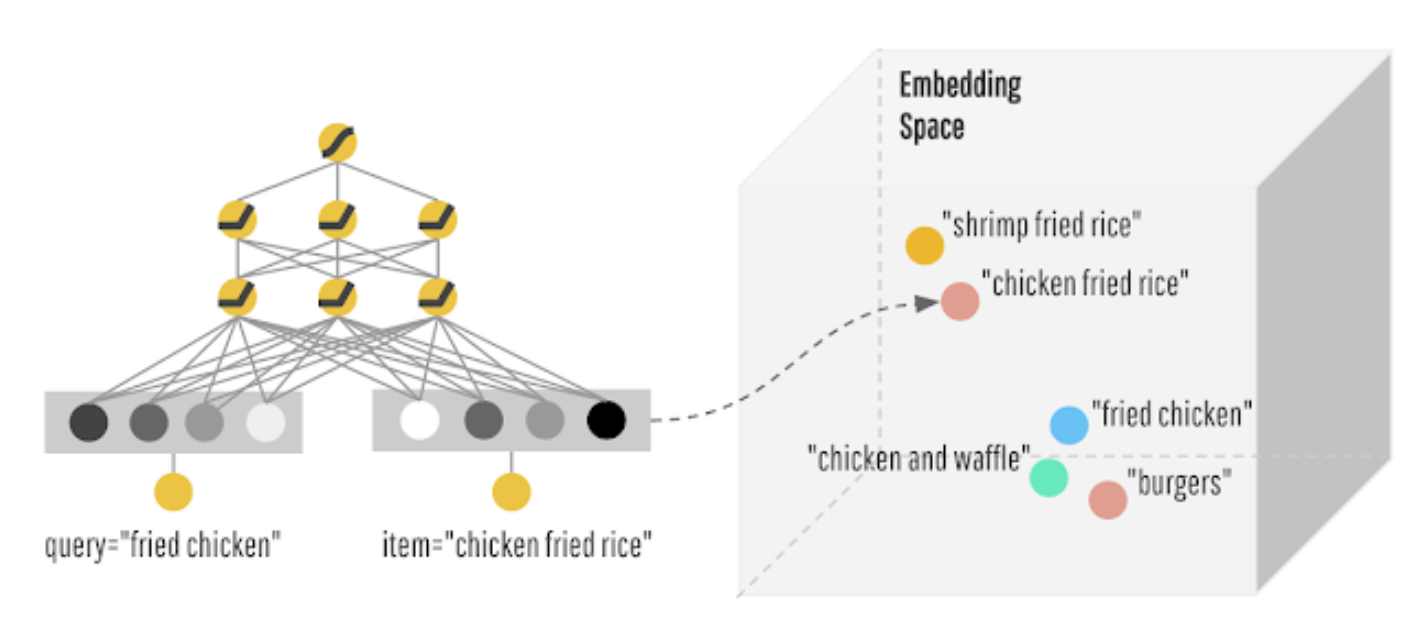 Embedding
Space
"shrimp fried rice"
"chicken fried rice"
"fried chicken"
"chicken and waffle"
"burgers"
query="fried chicken"
item="chicken fried rice"